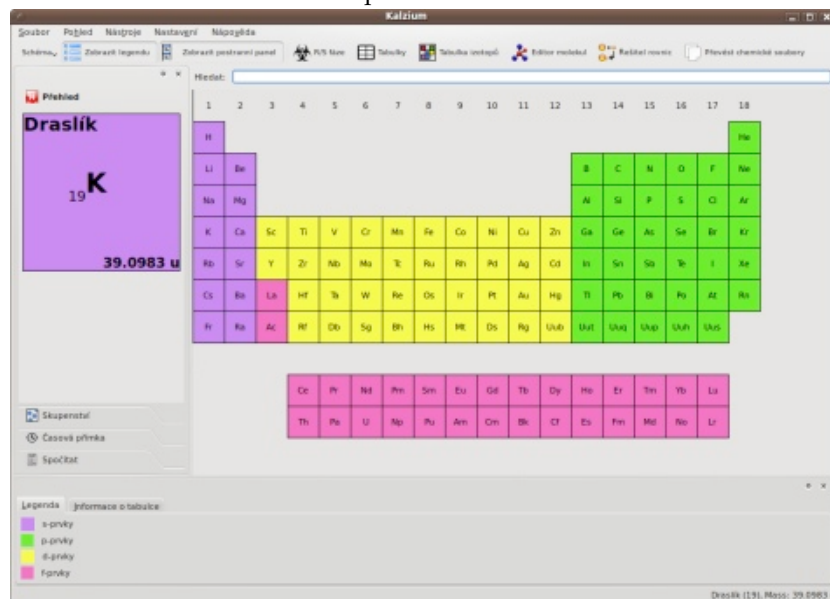 Kalzium
Soubor Pohled Nástroje Nastavení Nápověda
Schéma Zobrazit legendu Zobrazit postranní panel R/S Věty Tabulky Tabulka izotopů Editor molekul Řešitel rovnic Převést chemické soubory
Hledat:
Přehled
1 2 3 4 5 6 7 8 9 10 11 12 13 14 15 16 17 18
Draslík
19 K
39.0983 u
H He
Li Be B C N O F Ne
Na Mg Al Si P S Cl Ar
K Ca Sc Ti V Cr Mn Fe Co Ni Cu Zn Ga Ge As Se Br Kr
Rb Sr Y Zr Nb Mo Tc Ru Rh Pd Ag Cd In Sn Sb Te I Xe
Cs Ba La Hf Ta W Re Os Ir Pt Au Hg Tl Pb Bi Po At Rn
Fr Ra Ac Rf Db Sg Bh Hs Mt Ds Rg Uub Uut Uuq Uup Uuh Uus
Ce Pr Nd Pm Sm Eu Gd Tb Dy Ho Er Tm Yb Lu
Th Pa U Np Pu Am Cm Bk Cf Es Fm Md No Lr
Skupenství
Časová přímka
Spočítat
Legenda Informace o tabulce
s-prvky
p-prvky
d-prvky
f-prvky
Draslík (19), Mass: 39.0983